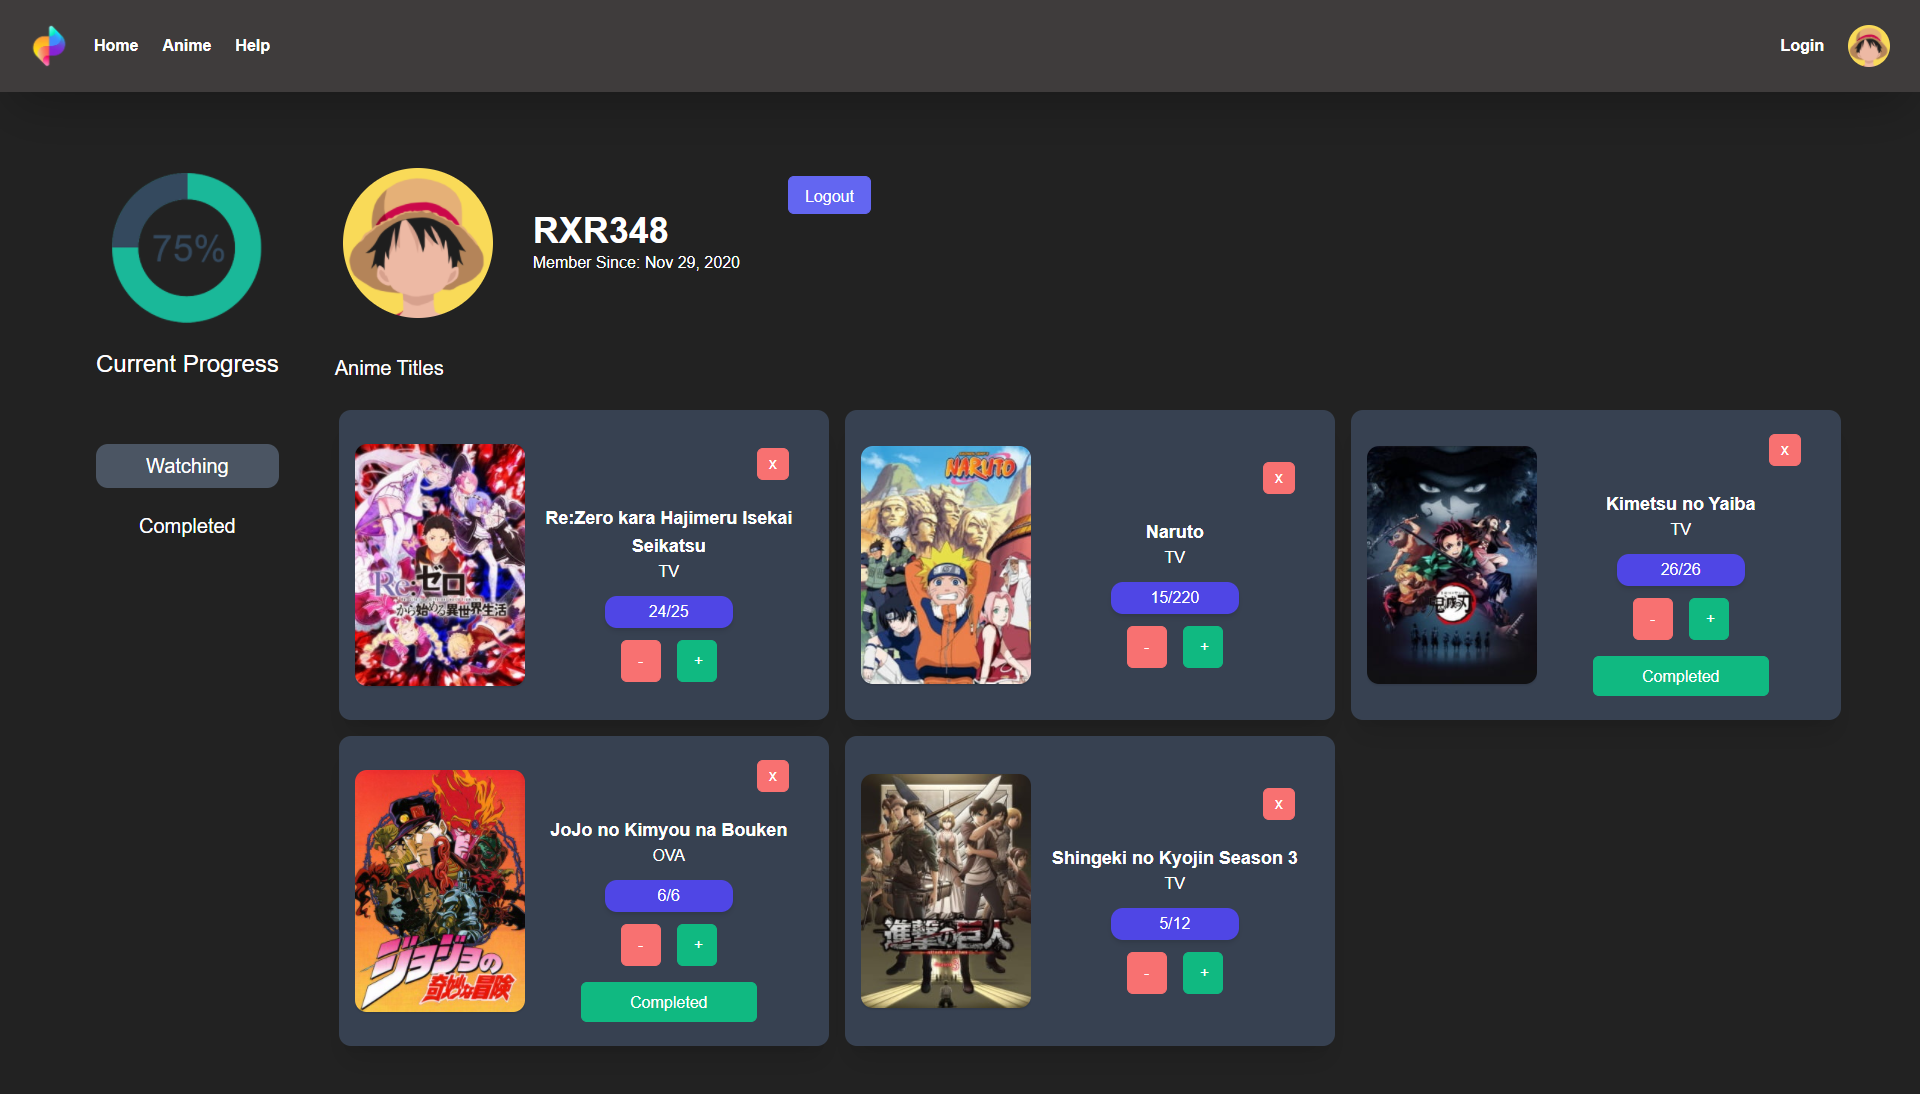 Home Anime Help
Login
75%
Current Progress
RXR348
Member Since: Nov 29, 2020
Logout
Watching
Completed
Anime Titles
Re:ゼロ
から始める異世界生活
x
Re:Zero kara Hajimeru Isekai
Seikatsu
TV
24/25
- +
NARUTO
x
Naruto
TV
15/220
- +
鬼滅の刃
x
Kimetsu no Yaiba
TV
26/26
- +
Completed
ジョジョの
奇妙な冒険
x
JoJo no Kimyou na Bouken
OVA
6/6
- +
Completed
進撃の巨人
x
Shingeki no Kyojin Season 3
TV
5/12
- +